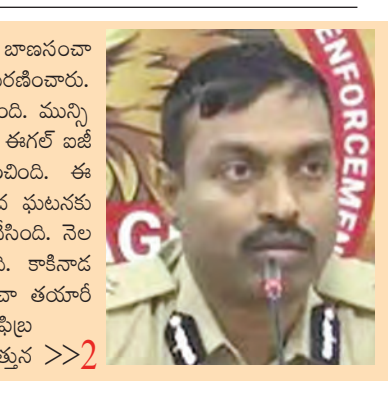 బాణసంచా
రణించారు.
ంది. మున్సి
ఈగల్ ఐజీ
చింది. ఈ
ఘటనకు
నెల
కాకినాడ
తయారీ
>>2
ENFORCEMEN
AG